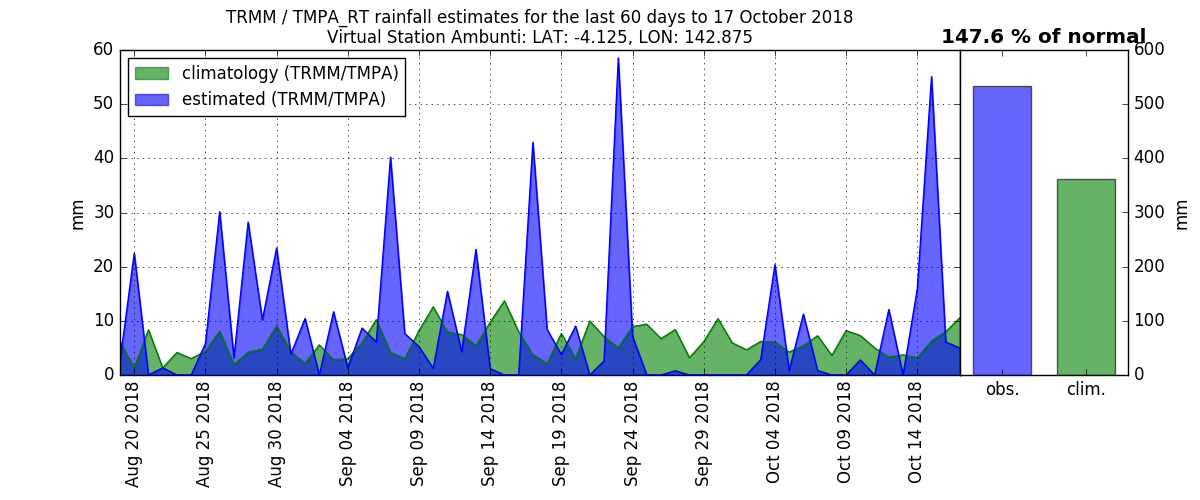 TRMM / TMPA_RT rainfall estimates for the last 60 days to 17 October 2018
Virtual Station Ambunti: LAT: -4.125, LON: 142.875
147.6 % of normal
climatology (TRMM/TMPA)
estimated (TRMM/TMPA)
60
50
40
30
20
10
0
mm
600
500
400
300
200
100
0
mm
Aug 20 2018
Aug 25 2018
Aug 30 2018
Sep 04 2018
Sep 09 2018
Sep 14 2018
Sep 19 2018
Sep 24 2018
Sep 29 2018
Oct 04 2018
Oct 09 2018
Oct 14 2018
obs.
clim.